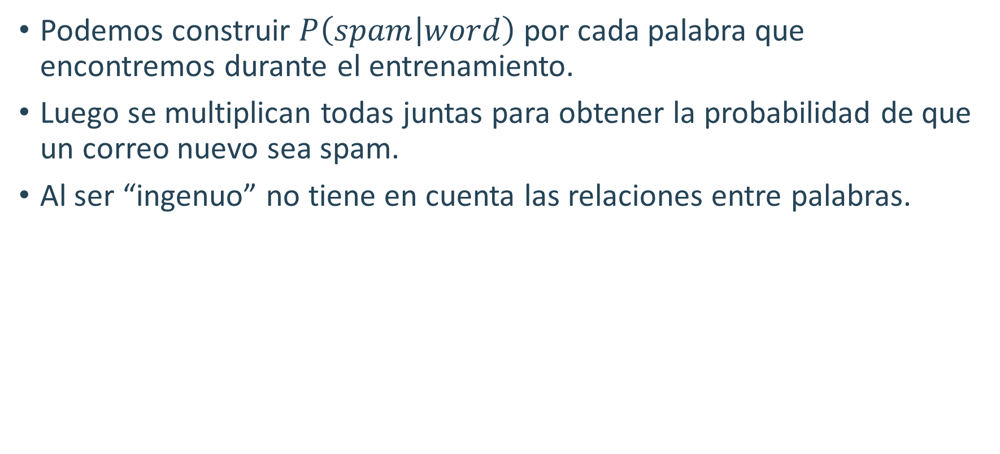 • Podemos construir P(spam|word) por cada palabra que
encontremos durante el entrenamiento.
• Luego se multiplican todas juntas para obtener la probabilidad de que
un correo nuevo sea spam.
• Al ser “ingenuo” no tiene en cuenta las relaciones entre palabras.